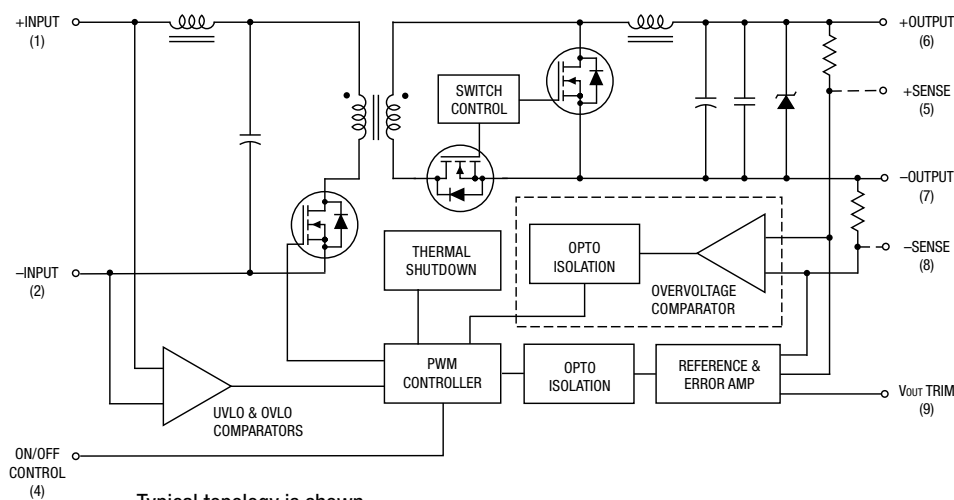 +INPUT
(1)
+OUTPUT
(6)
SWITCH
CONTROL
+SENSE
(5)
–OUTPUT
(7)
–INPUT
(2)
THERMAL
SHUTDOWN
OPTO
ISOLATION
OVERVOLTAGE
COMPARATOR
–SENSE
(8)
PWM
CONTROLLER
OPTO
ISOLATION
REFERENCE &
ERROR AMP
VOUT TRIM
(9)
UVLO & OVLO
COMPARATORS
ON/OFF
CONTROL
(4)
Typical topology is shown